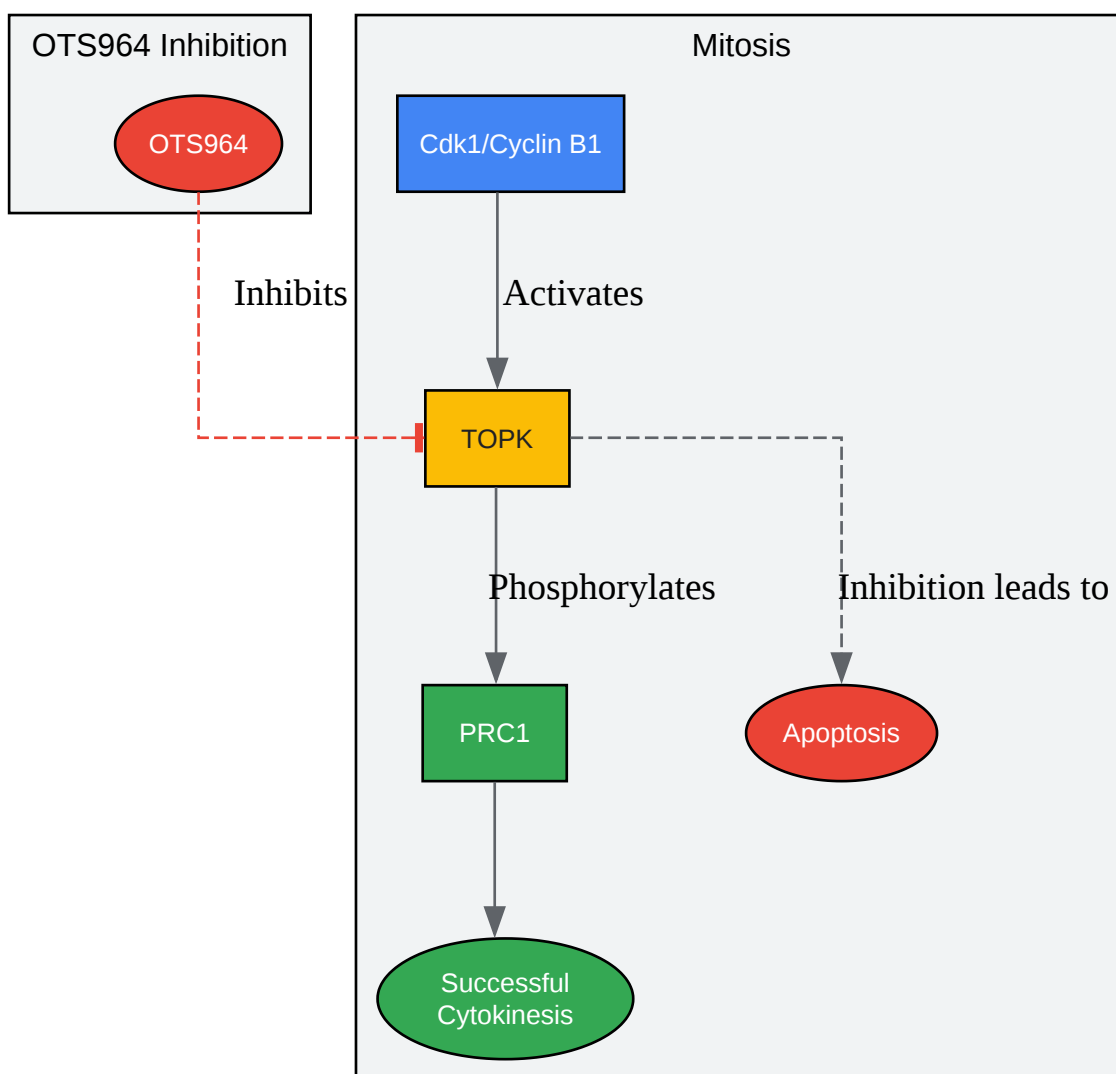 OTS964 Inhibition
Mitosis
OTS964
Cdk1/Cyclin B1
Inhibits
Activates
TOPK
Phosphorylates
Inhibition leads to
PRC1
Apoptosis
Successful
Cytokinesis